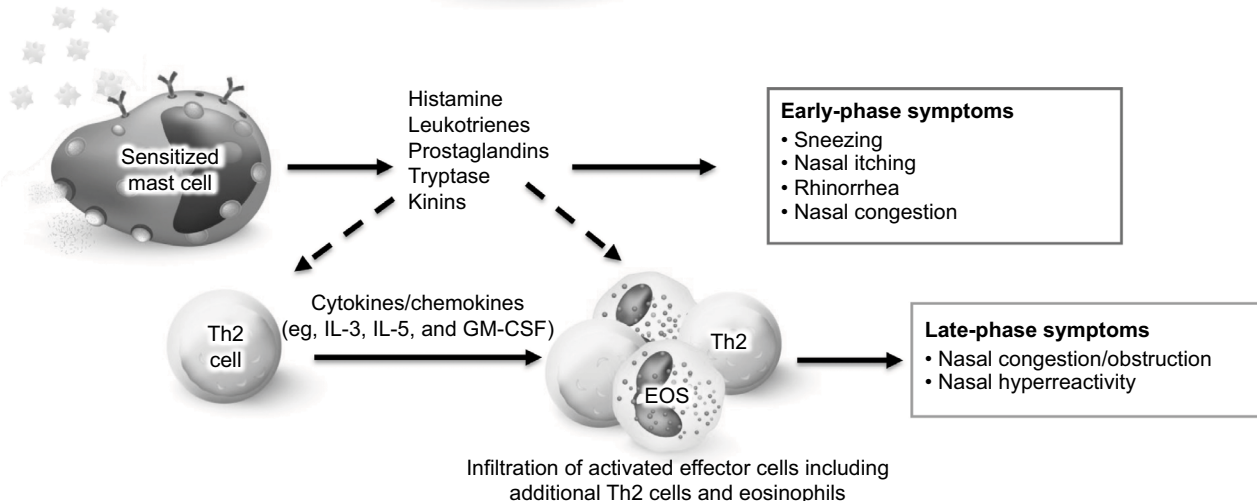 Sensitized
mast cell
Histamine
Leukotrienes
Prostaglandins
Tryptase
Kinins
Early-phase symptoms
• Sneezing
• Nasal itching
• Rhinorrhea
• Nasal congestion
Th2
cell
Cytokines/chemokines
(eg, IL-3, IL-5, and GM-CSF)
Th2
EOS
Late-phase symptoms
• Nasal congestion/obstruction
• Nasal hyperreactivity
Infiltration of activated effector cells including
additional Th2 cells and eosinophils